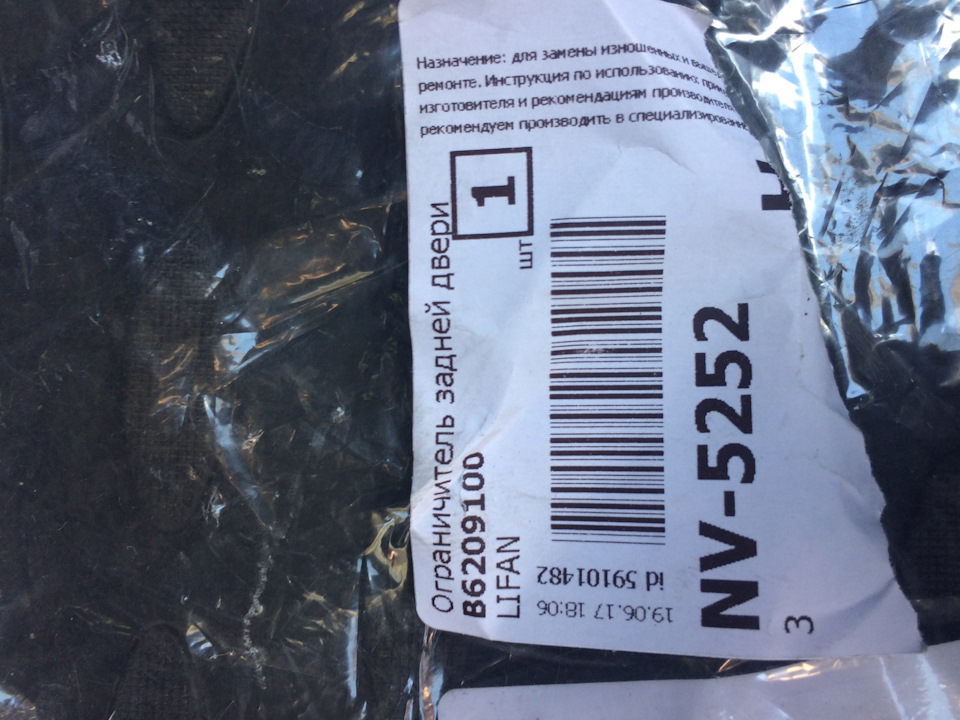 Назначение: для замены изношенных и
ремонте. Инструкция по использованию:
изготовителя и рекомендациям производителя
рекомендуем производить в
Ограничитель задней двери
B6209100
LIFAN
1
шт
id 59101482
19.06.17 18:06
NV-5252
3